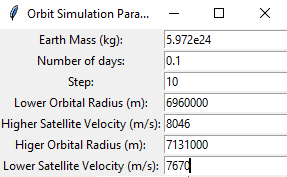 Orbit Simulation Para...
Earth Mass (kg): 5.972e24
Number of days: 0.1
Step: 10
Lower Orbital Radius (m): 6960000
Higher Satellite Velocity (m/s): 8046
Higer Orbital Radius (m): 7131000
Lower Satellite Velocity (m/s): 7670